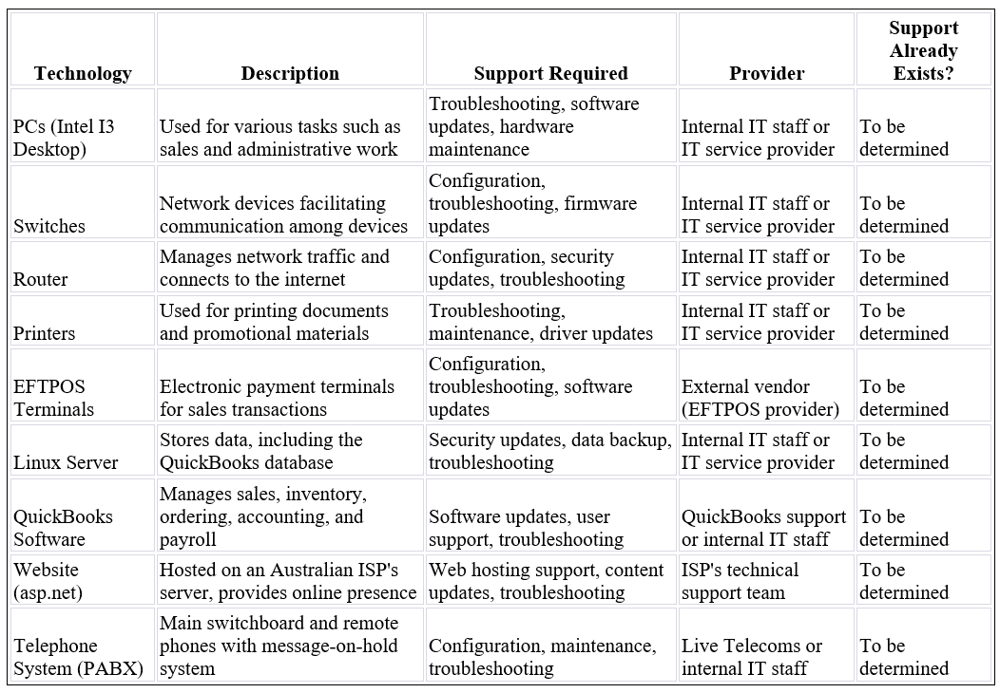 Technology
Description
Support Required
Provider
Support
Already
Exists?
PCs (Intel I3
Desktop)
Used for various tasks such as
sales and administrative work
Troubleshooting, software
updates, hardware
maintenance
Internal IT staff or
IT service provider
To be
determined
Switches
Network devices facilitating
communication among devices
Configuration,
troubleshooting, firmware
updates
Internal IT staff or
IT service provider
To be
determined
Router
Manages network traffic and
connects to the internet
Configuration, security
updates, troubleshooting
Internal IT staff or
IT service provider
To be
determined
Printers
Used for printing documents
and promotional materials
Troubleshooting,
maintenance, driver updates
Internal IT staff or
IT service provider
To be
determined
EFTPOS
Terminals
Electronic payment terminals
for sales transactions
Configuration,
troubleshooting, software
updates
External vendor
(EFTPOS provider)
To be
determined
Linux Server
Stores data, including the
QuickBooks database
Security updates, data backup,
troubleshooting
Internal IT staff or
IT service provider
To be
determined
QuickBooks
Software
Manages sales, inventory,
ordering, accounting, and
payroll
Software updates, user
support, troubleshooting
QuickBooks support
or internal IT staff
To be
determined
Website
(asp.net)
Hosted on an Australian ISP's
server, provides online presence
Web hosting support, content
updates, troubleshooting
ISP's technical
support team
To be
determined
Telephone
System (PABX)
Main switchboard and remote
phones with message-on-hold
system
Configuration, maintenance,
troubleshooting
Live Telecoms or
internal IT staff
To be
determined